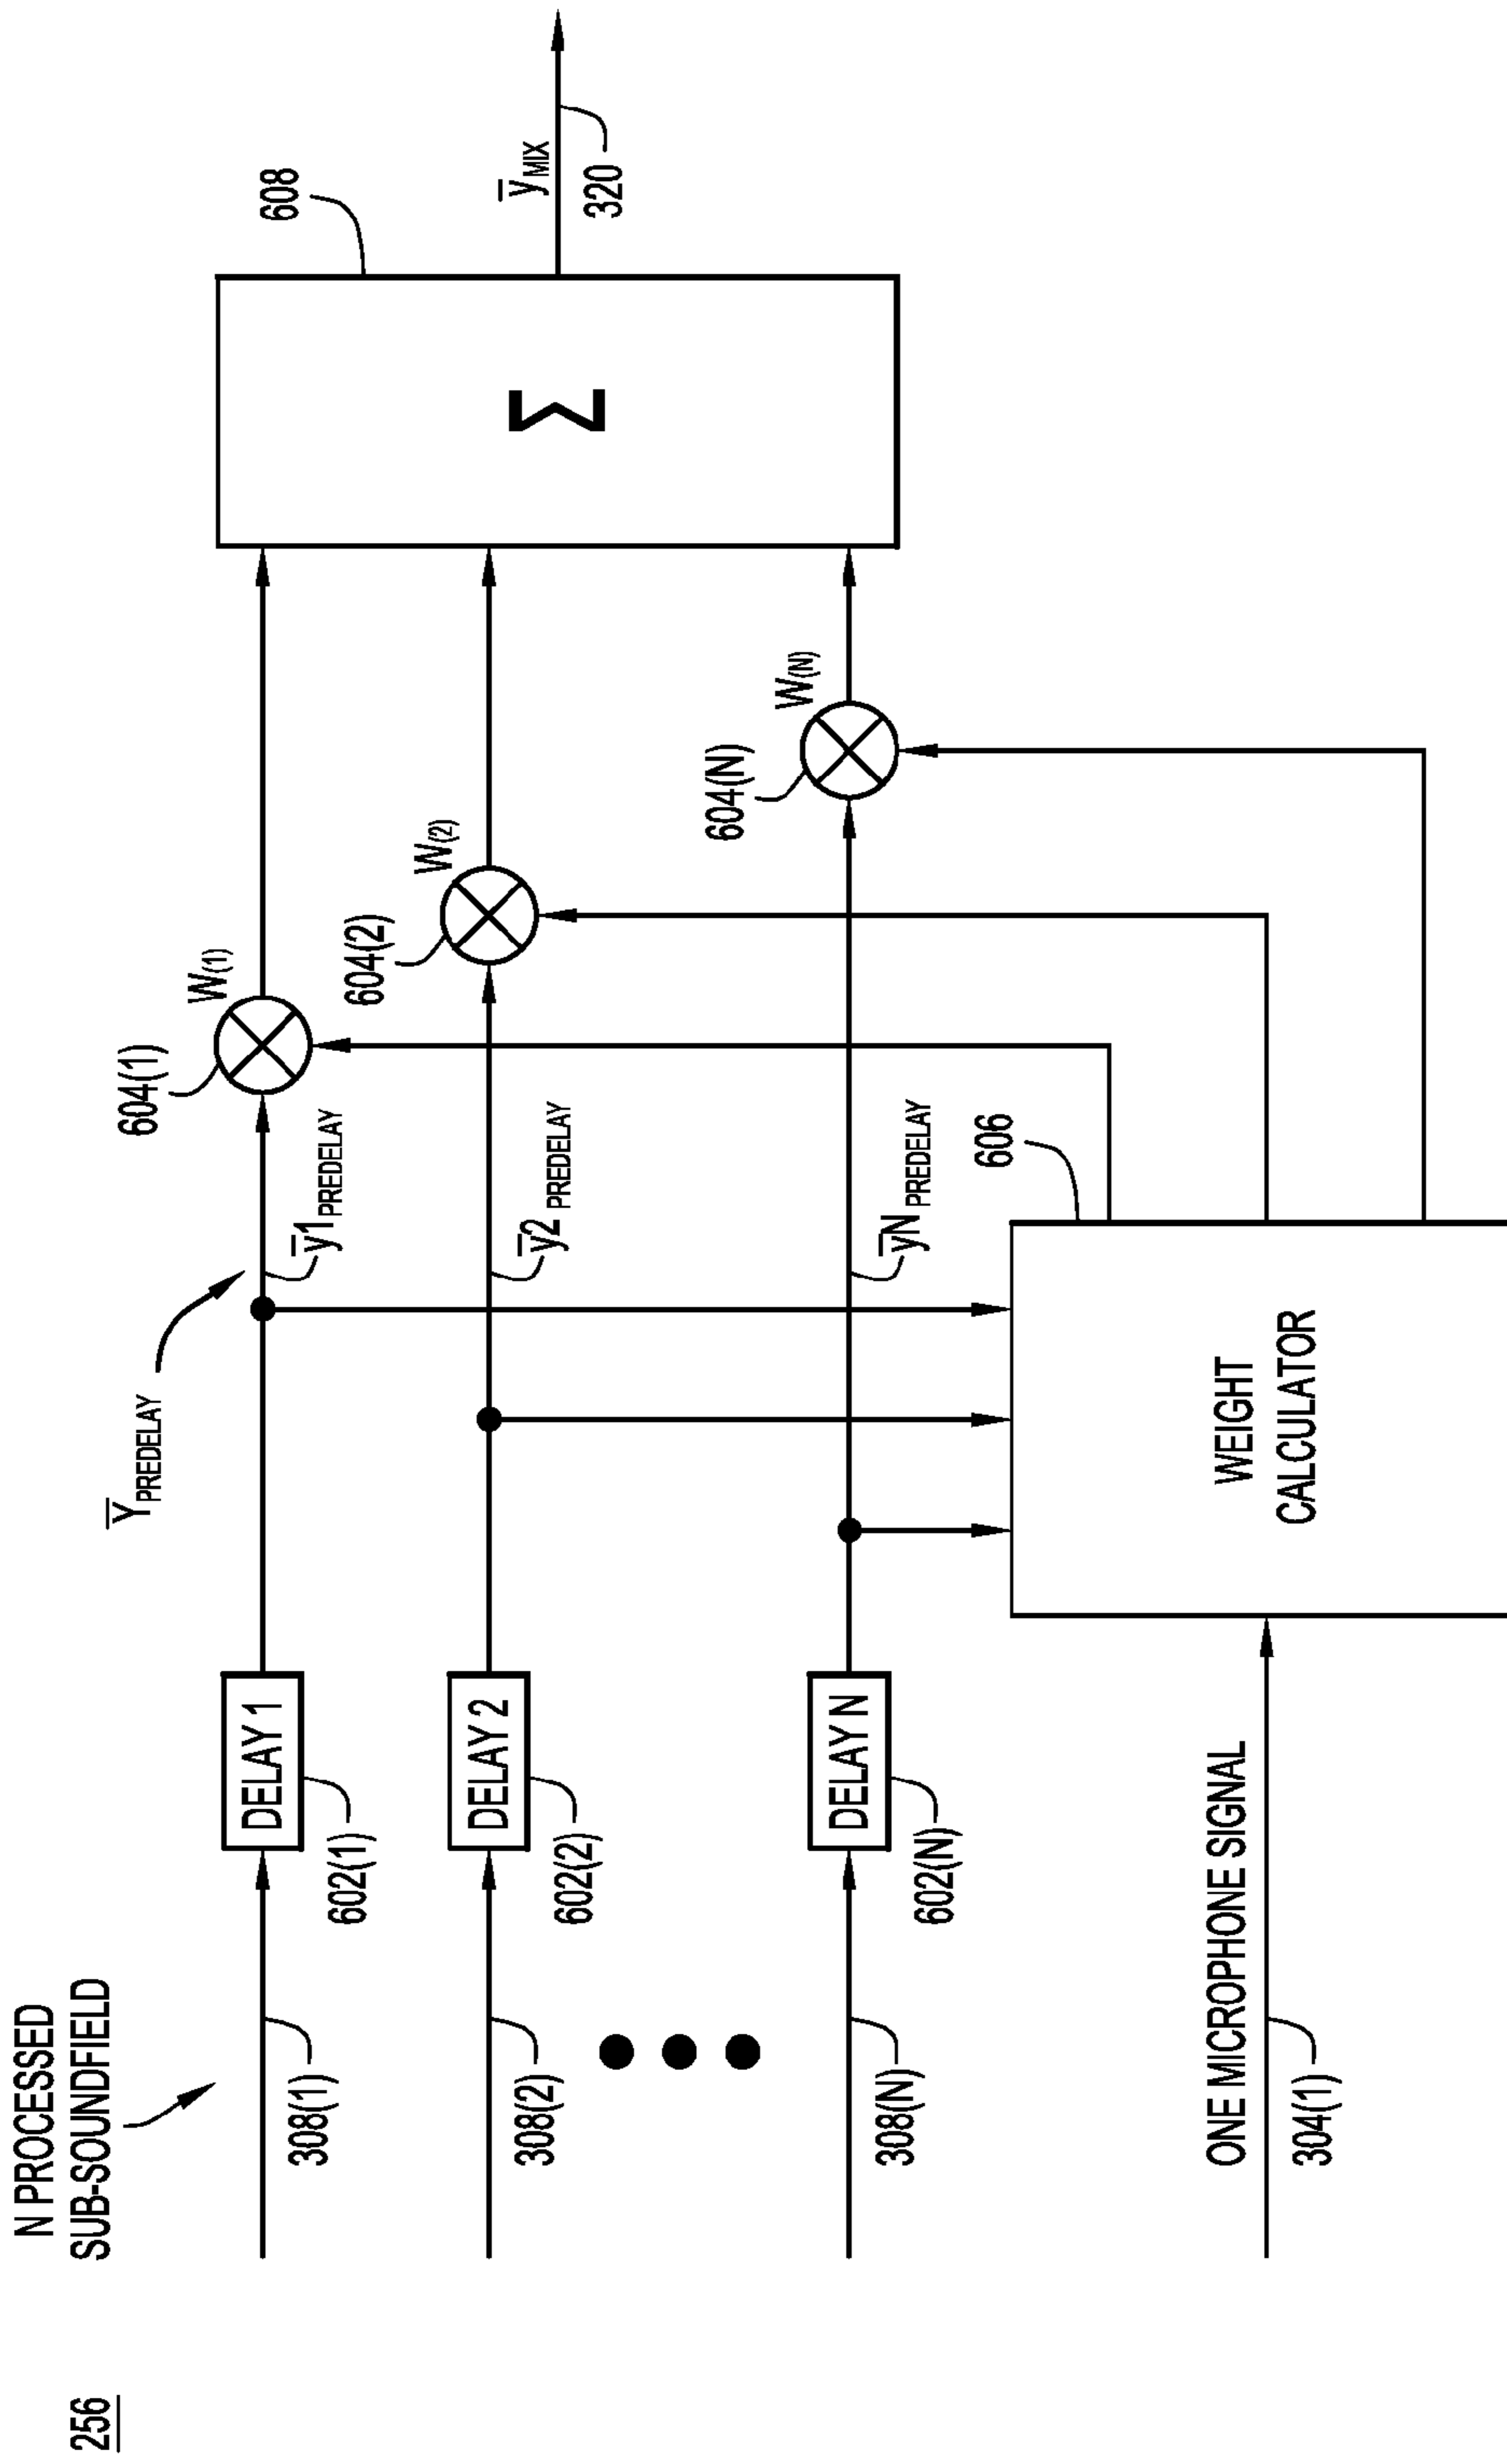 256
N PROCESSED
SUB-SOUNDFIELD
308(1)
308(2)
308(N)
ONE MICROPHONE SIGNAL
304(1)
DELAY 1
602(1)
DELAY 2
602(2)
DELAY N
602(N)
Y̅PREDELAY
y̅1PREDELAY
y̅2 PREDELAY
y̅N PREDELAY
WEIGHT
CALCULATOR
606
604(1)
W(1)
604(2)
W(2)
604(N)
W(N)
Σ
608
y̅MIX
320